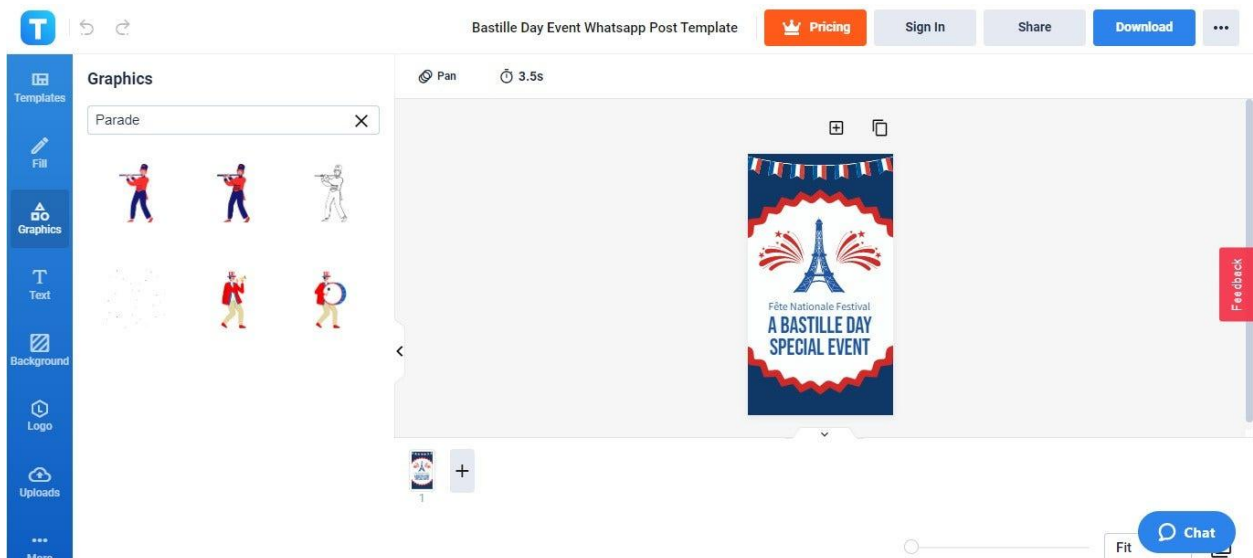 T
Bastille Day Event Whatsapp Post Template
Pricing
Sign In
Share
Download
Templates
Fill
Graphics
Text
Background
Logo
Uploads
More
Graphics
Parade
Pan
3.5s
Fête Nationale Festival
A BASTILLE DAY
SPECIAL EVENT
Feedback
1
Fit
Chat